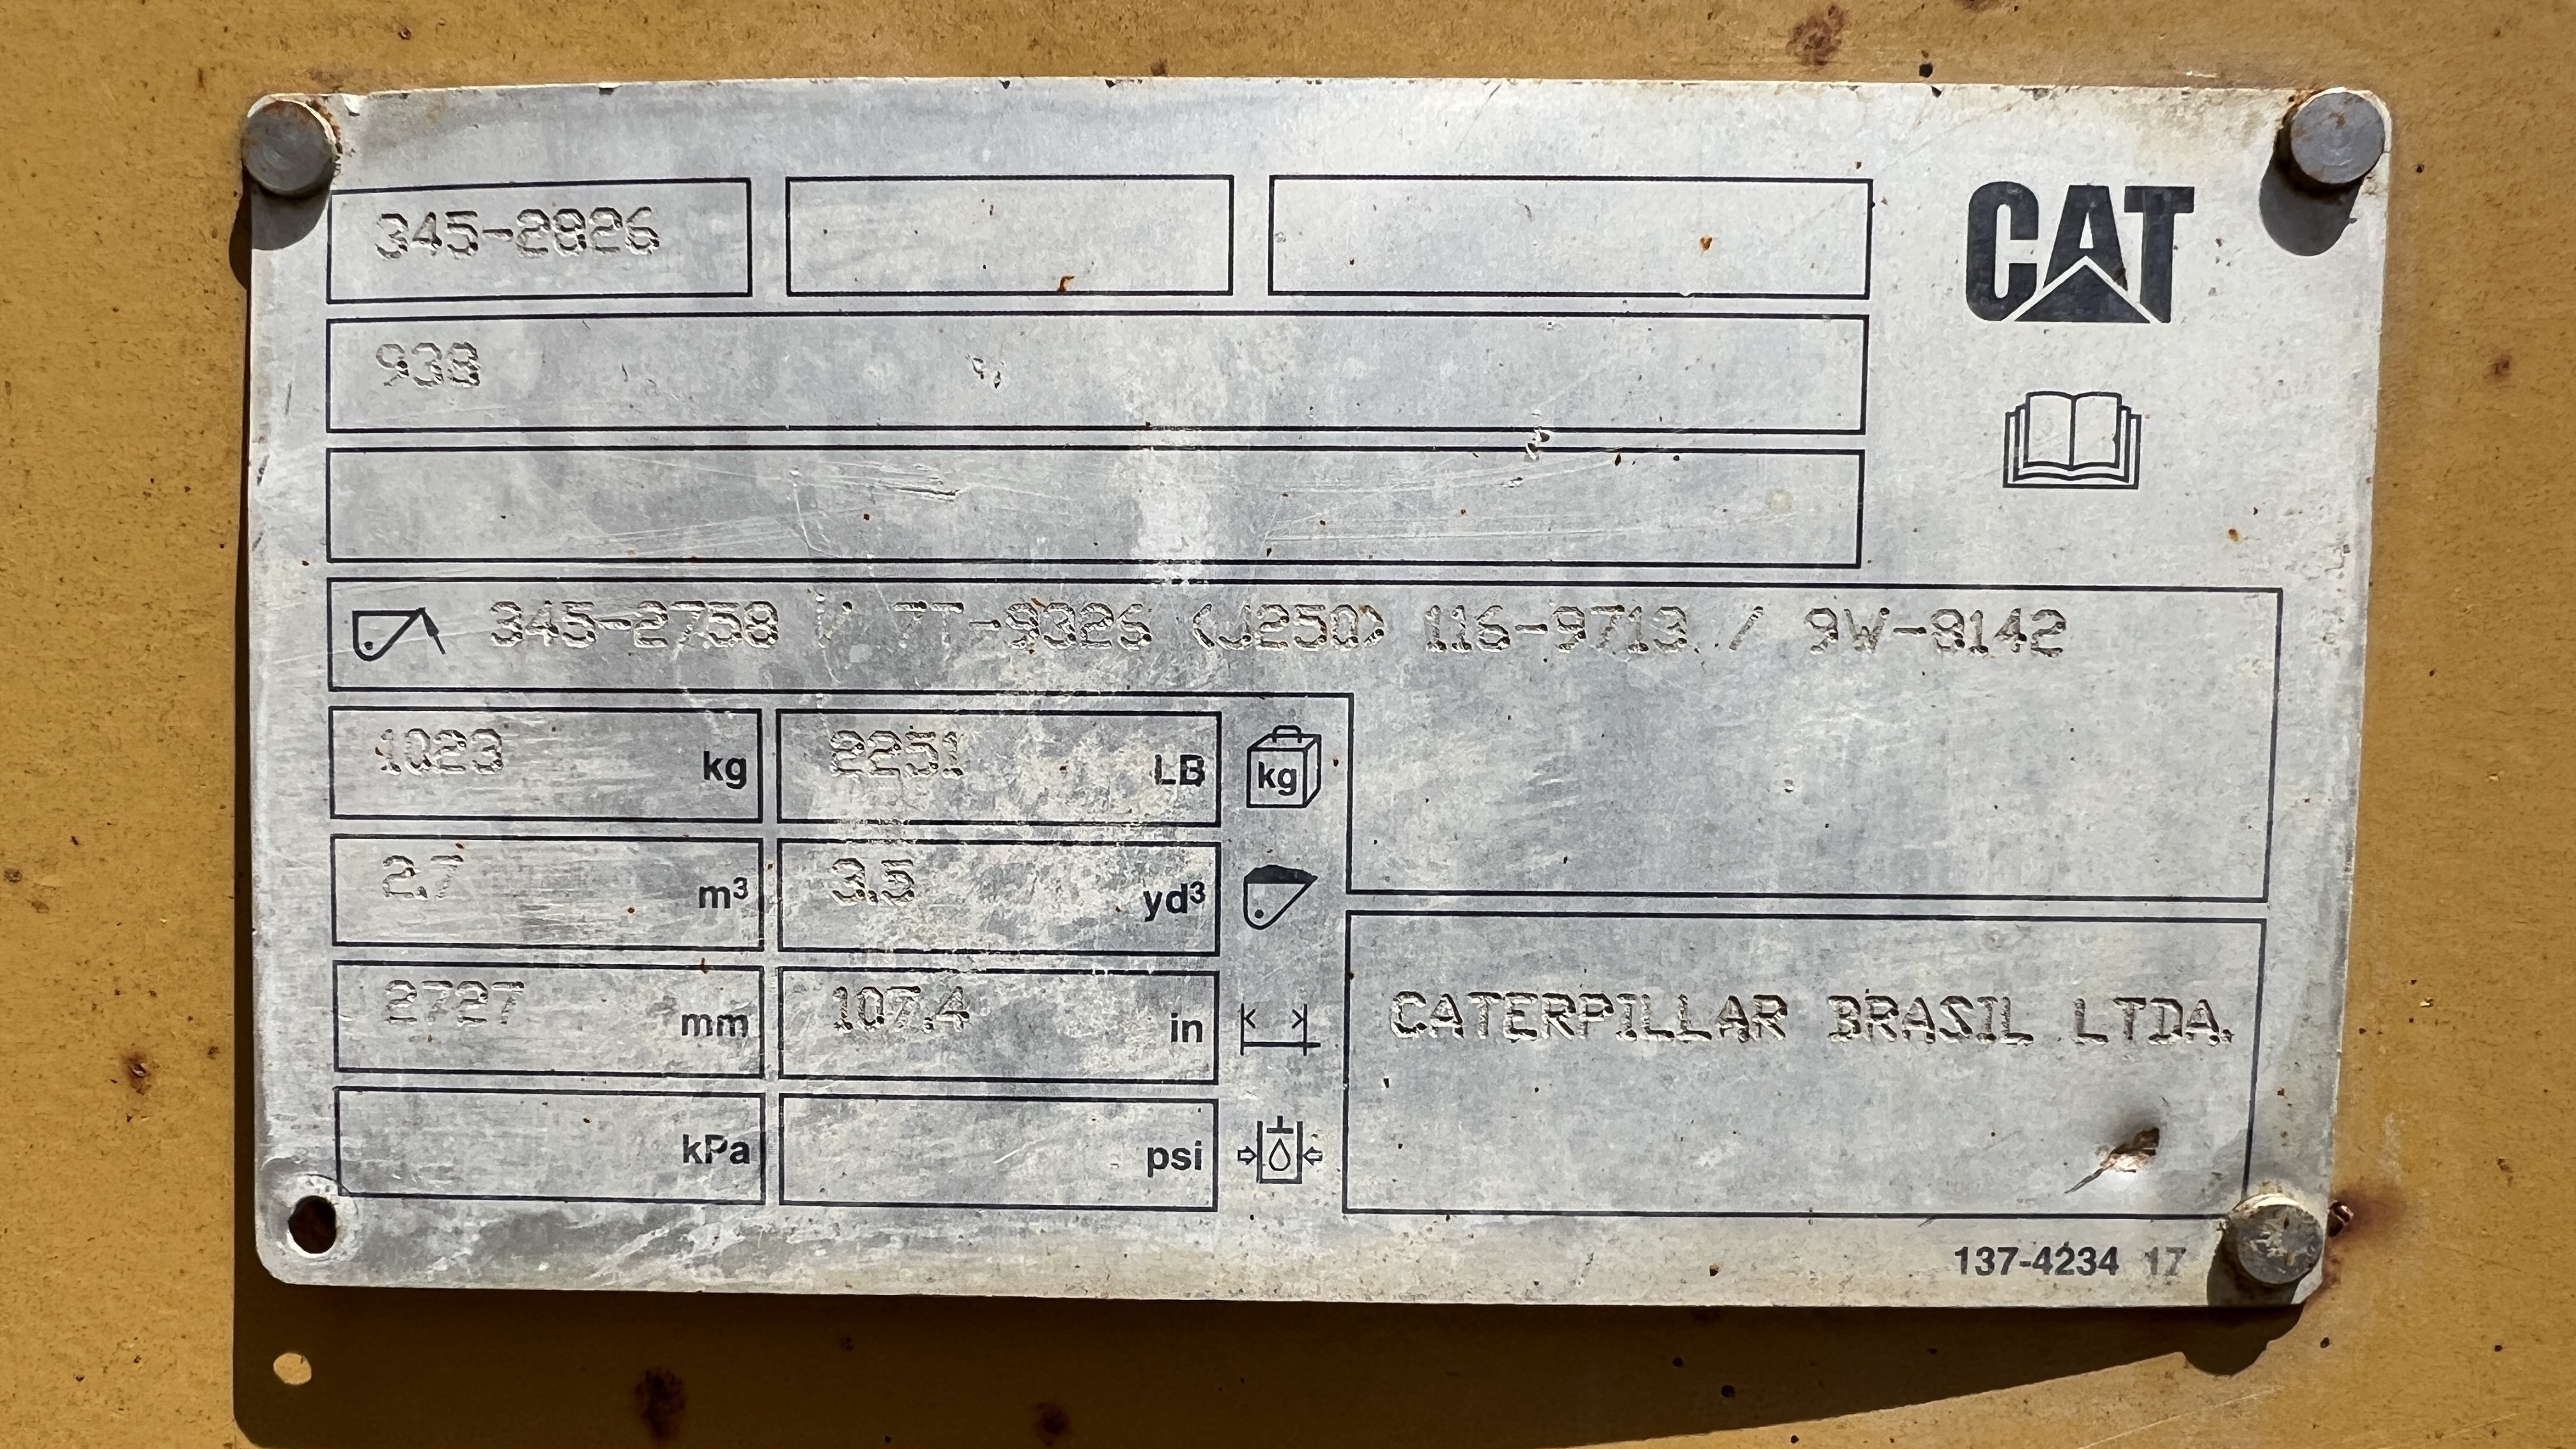 345-2826
CAT
938
345-2758 / 7T-9326 (J250) 116-9713 / 9W-8142
1023 kg 2251 LB kg
2.7 m³ 3.5 yd³
2727 mm 107.4 in
CATERPILLAR BRASIL LTDA.
kPa psi
137-4234 17